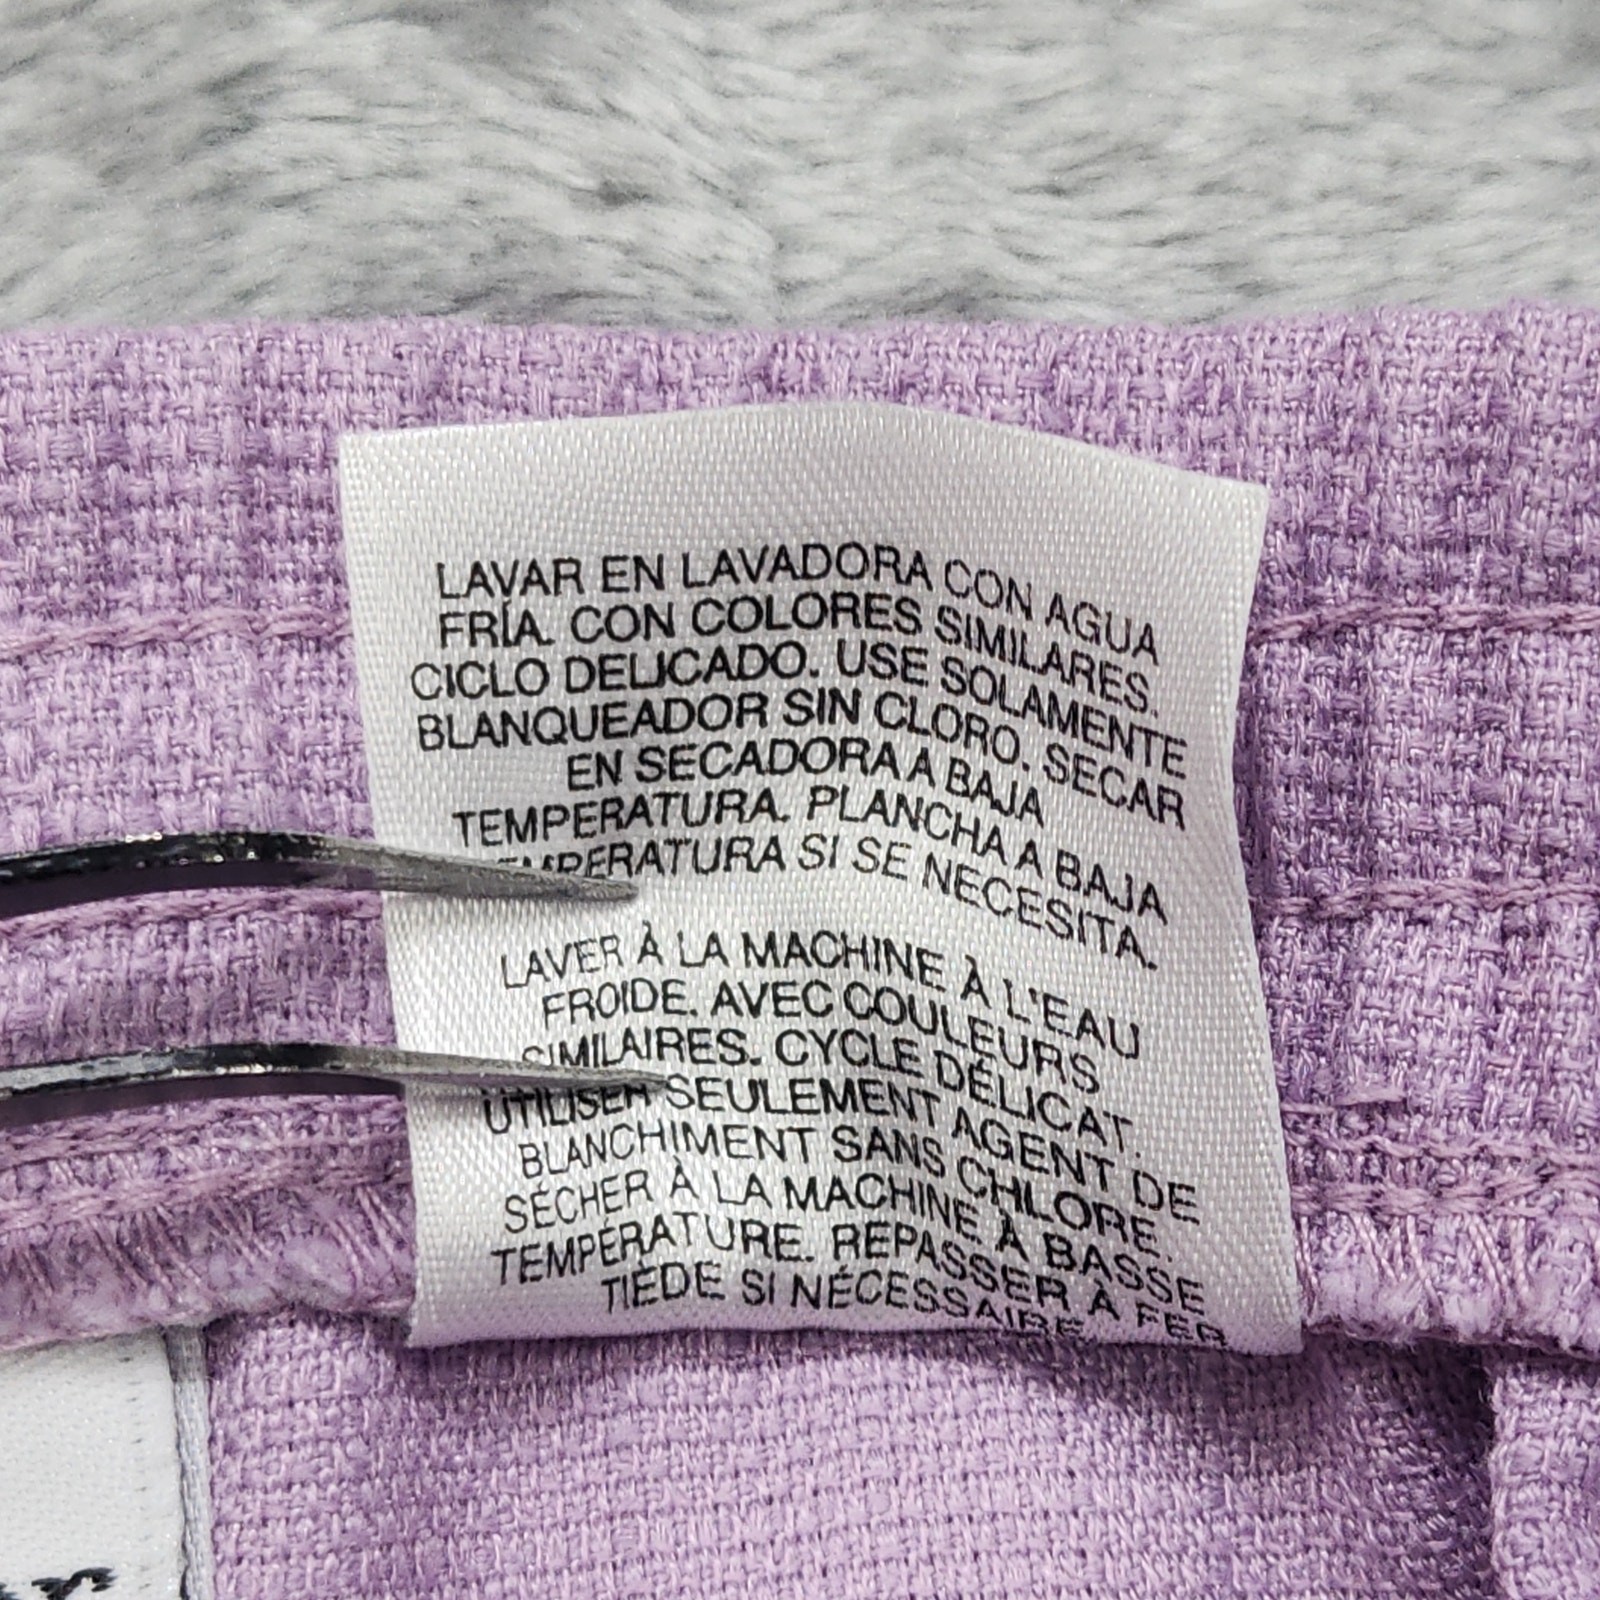 LAVAR EN LAVADORA CON AGUA
FRÍA. CON COLORES SIMILARES.
CICLO DELICADO. USE SOLAMENTE
BLANQUEADOR SIN CLORO. SECAR
EN SECADORA A BAJA
TEMPERATURA. PLANCHA A BAJA
TEMPERATURA SI SE NECESITA.
LAVER À LA MACHINE À L'EAU
FROIDE. AVEC COULEURS
SIMILAIRES. CYCLE DÉLICAT.
UTILISER SEULEMENT AGENT DE
BLANCHIMENT SANS CHLORE.
SÉCHER À LA MACHINE À BASSE
TEMPÉRATURE. REPASSER À FER
TIÈDE SI NÉCESSAIRE.